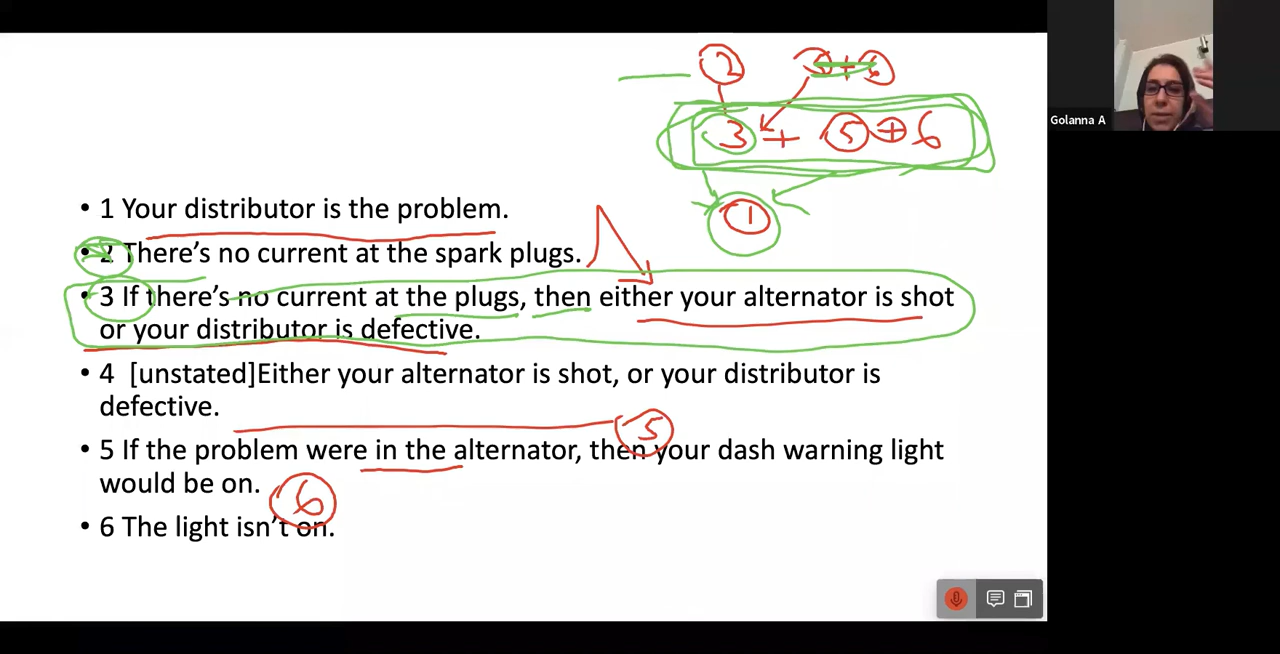 2 3+6
3 + 5 + 6
1
Golanna A
• 1 Your distributor is the problem.
• 2 There's no current at the spark plugs.
• 3 If there's no current at the plugs, then either your alternator is shot
or your distributor is defective.
• 4 [unstated]Either your alternator is shot, or your distributor is
defective.
5
• 5 If the problem were in the alternator, then your dash warning light
would be on.
6
• 6 The light isn't on.